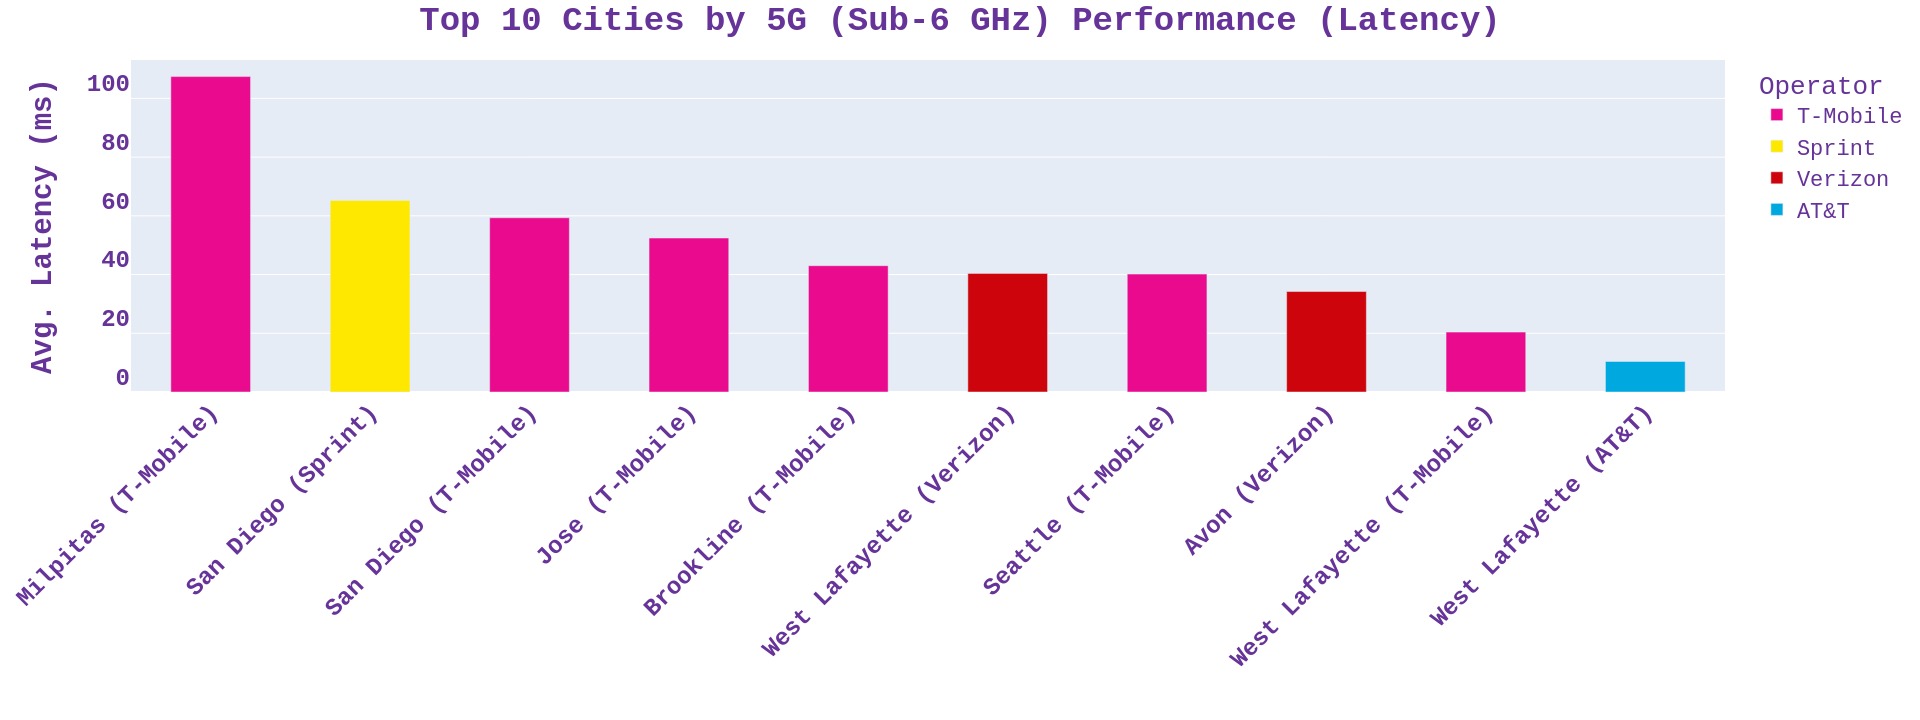 Top 10 Cities by 5G (Sub-6 GHz) Performance (Latency)
Avg. Latency (ms)
100
80
60
40
20
0
Milpitas (T-Mobile)
San Diego (Sprint)
San Diego (T-Mobile)
Jose (T-Mobile)
Brookline (T-Mobile)
West Lafayette (Verizon)
Seattle (T-Mobile)
Avon (Verizon)
West Lafayette (T-Mobile)
West Lafayette (AT&T)
Operator
T-Mobile
Sprint
Verizon
AT&T